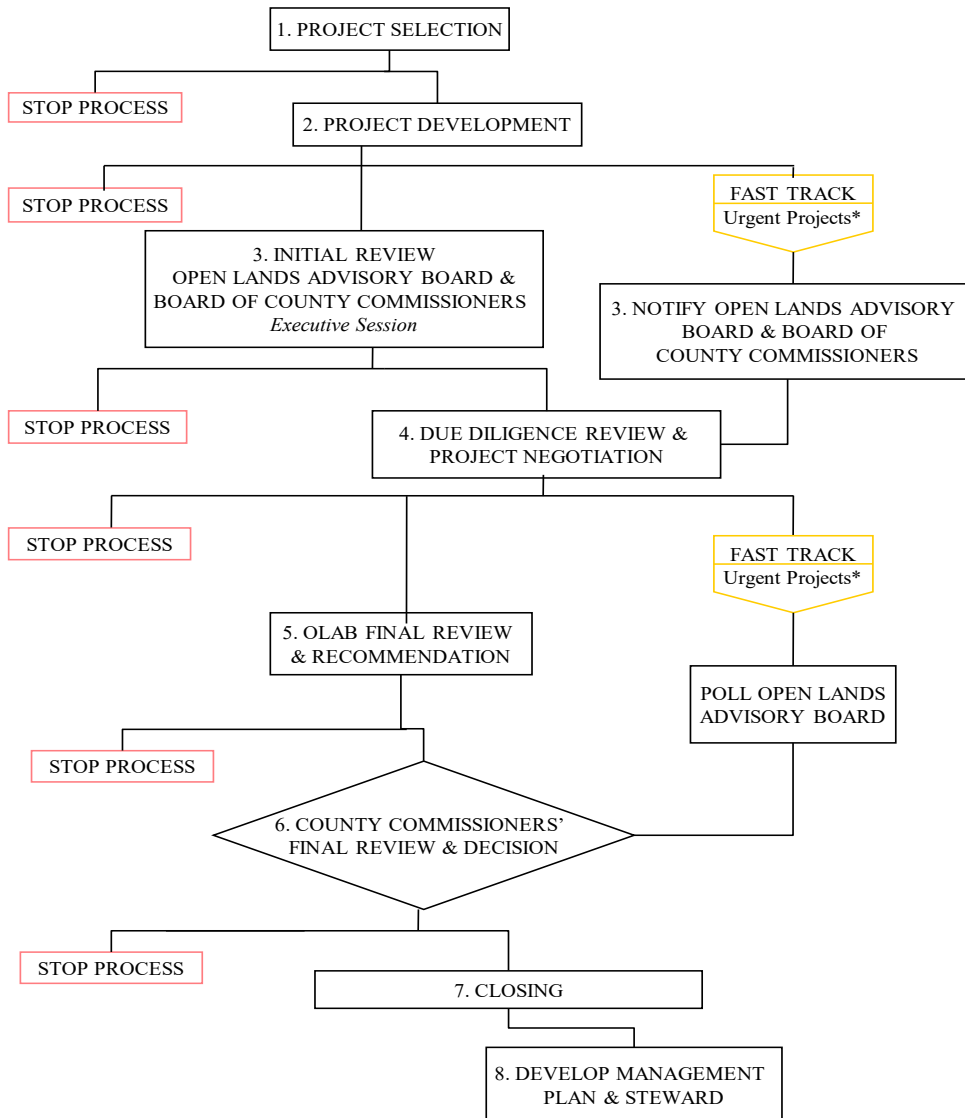 1. PROJECT SELECTION
STOP PROCESS
2. PROJECT DEVELOPMENT
STOP PROCESS
FAST TRACK
Urgent Projects*
3. INITIAL REVIEW
OPEN LANDS ADVISORY BOARD &
BOARD OF COUNTY COMMISSIONERS
Executive Session
3. NOTIFY OPEN LANDS ADVISORY
BOARD & BOARD OF
COUNTY COMMISSIONERS
STOP PROCESS
4. DUE DILIGENCE REVIEW &
PROJECT NEGOTIATION
STOP PROCESS
FAST TRACK
Urgent Projects*
5. OLAB FINAL REVIEW
& RECOMMENDATION
POLL OPEN LANDS
ADVISORY BOARD
STOP PROCESS
6. COUNTY COMMISSIONERS’
FINAL REVIEW & DECISION
STOP PROCESS
7. CLOSING
8. DEVELOP MANAGEMENT
PLAN & STEWARD